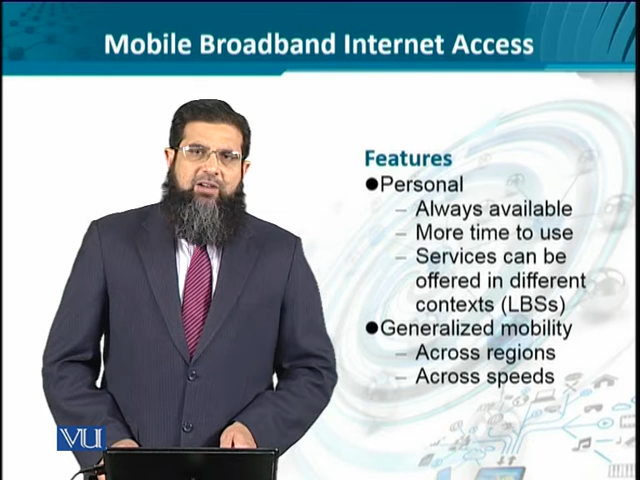 Mobile Broadband Internet Access
Features
●Personal
– Always available
– More time to use
– Services can be
offered in different
contexts (LBSs)
●Generalized mobility
– Across regions
– Across speeds
VU